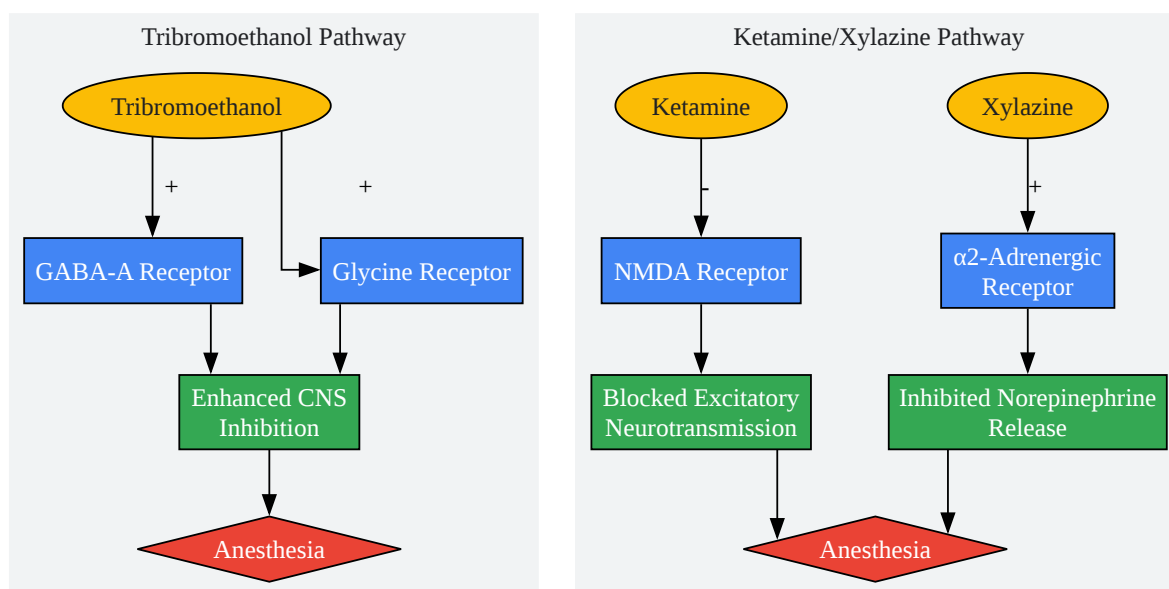 Tribromoethanol Pathway
Tribromoethanol
+
+
GABA-A Receptor
Glycine Receptor
Enhanced CNS
Inhibition
Anesthesia
Ketamine/Xylazine Pathway
Ketamine
Xylazine
-
+
NMDA Receptor
α2-Adrenergic
Receptor
Blocked Excitatory
Neurotransmission
Inhibited Norepinephrine
Release
Anesthesia